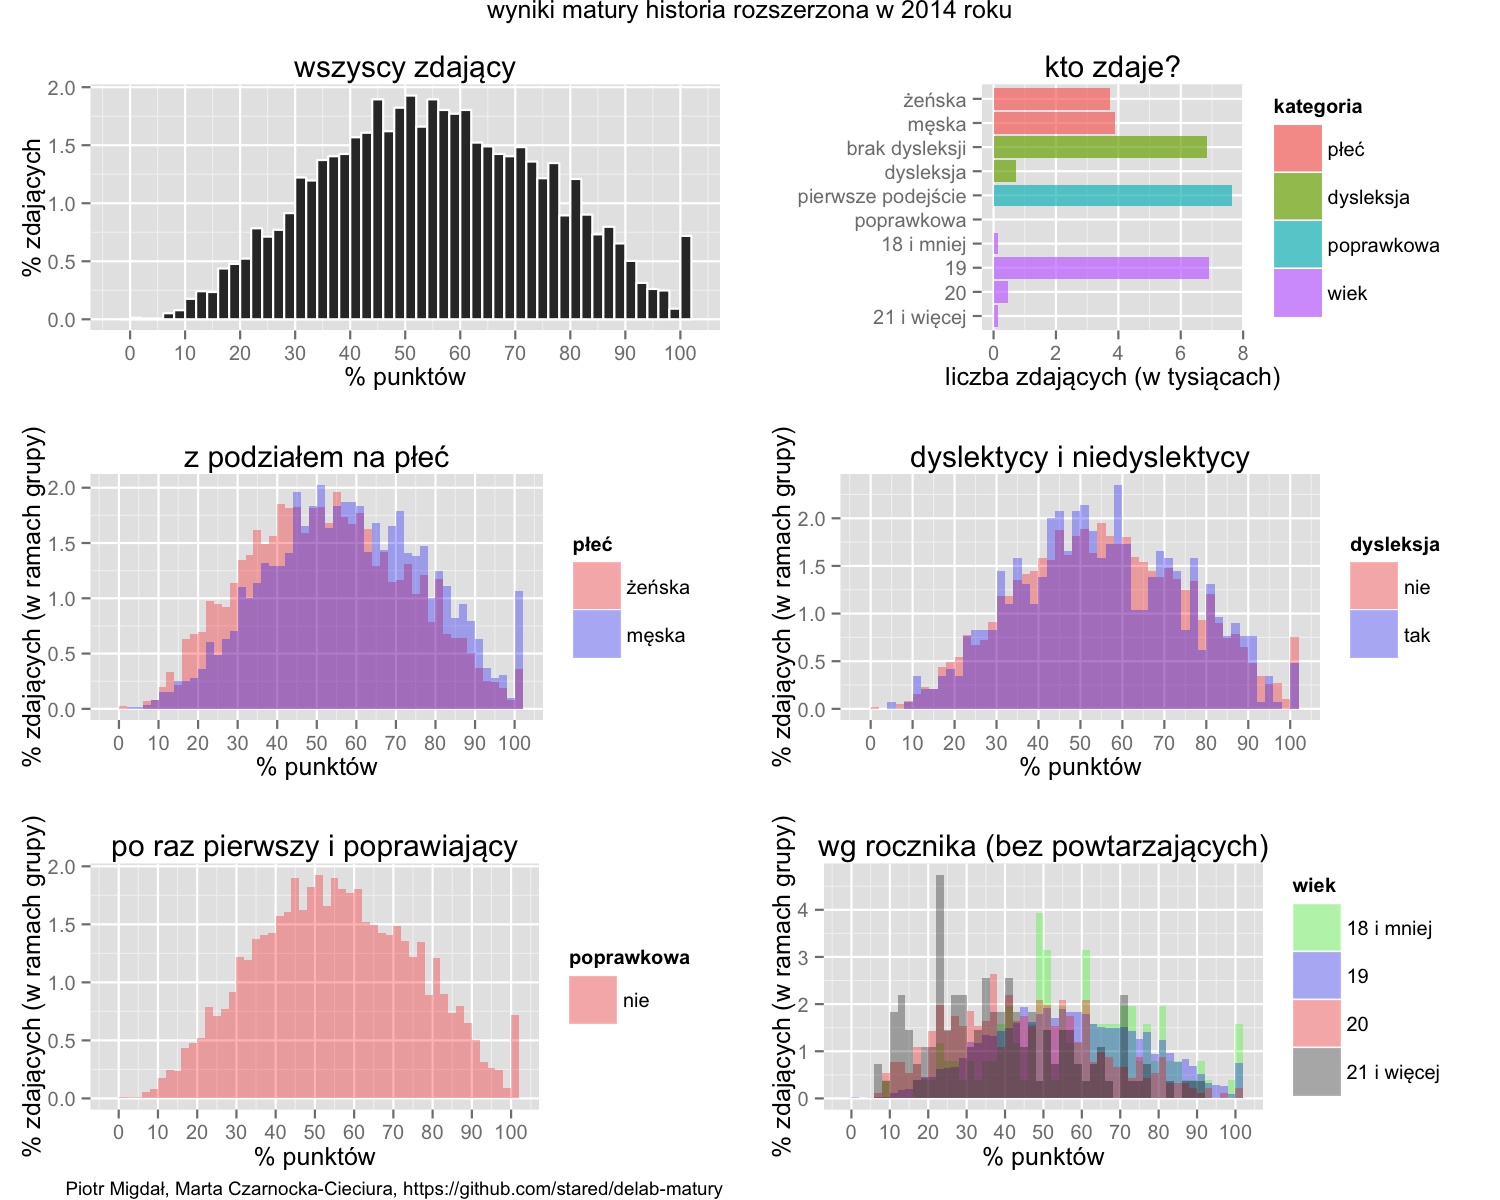 wyniki matury historia rozszerzona w 2014 roku
wszyscy zdający
% zdających
2.0
1.5
1.0
0.5
0.0
0 10 20 30 40 50 60 70 80 90 100
% punktów
kto zdaje?
żeńska
męska
brak dysleksji
dysleksja
pierwsze podejście
poprawkowa
18 i mniej
19
20
21 i więcej
0 2 4 6 8
liczba zdających (w tysiącach)
kategoria
płeć
dysleksja
poprawkowa
wiek
z podziałem na płeć
% zdających (w ramach grupy)
2.0
1.5
1.0
0.5
0.0
0 10 20 30 40 50 60 70 80 90 100
% punktów
płeć
żeńska
męska
dyslektycy i niedyslektycy
% zdających (w ramach grupy)
2.0
1.5
1.0
0.5
0.0
0 10 20 30 40 50 60 70 80 90 100
% punktów
dysleksja
nie
tak
po raz pierwszy i poprawiający
% zdających (w ramach grupy)
2.0
1.5
1.0
0.5
0.0
0 10 20 30 40 50 60 70 80 90 100
% punktów
poprawkowa
nie
wg rocznika (bez powtarzających)
% zdających (w ramach grupy)
4
3
2
1
0
0 10 20 30 40 50 60 70 80 90 100
% punktów
wiek
18 i mniej
19
20
21 i więcej
Piotr Migdał, Marta Czarnocka-Cieciura, https://github.com/stared/delab-matury